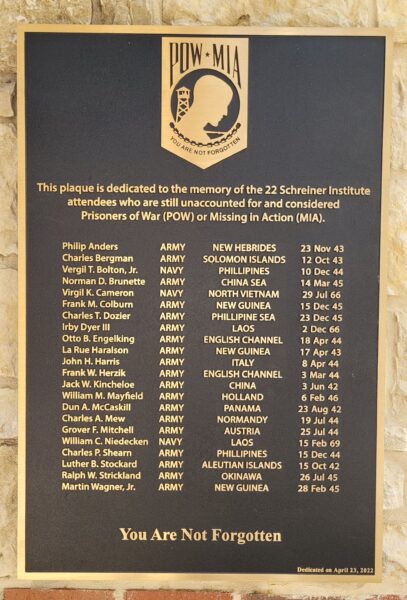 POW★MIA
YOU ARE NOT FORGOTTEN
This plaque is dedicated to the memory of the 22 Schreiner Institute
attendees who are still unaccounted for and considered
Prisoners of War (POW) or Missing in Action (MIA).
Philip Anders ARMY NEW HEBRIDES 23 Nov 43
Charles Bergman ARMY SOLOMON ISLANDS 12 Oct 43
Vergil T. Bolton, Jr. NAVY PHILLIPINES 10 Dec 44
Norman D. Brunette ARMY CHINA SEA 14 Mar 45
Virgil K. Cameron NAVY NORTH VIETNAM 29 Jul 66
Frank M. Colburn ARMY NEW GUINEA 15 Dec 45
Charles T. Dozier ARMY PHILLIPINE SEA 23 Dec 45
Irby Dyer III ARMY LAOS 2 Dec 66
Otto B. Engelking ARMY ENGLISH CHANNEL 18 Apr 44
La Rue Haralson ARMY NEW GUINEA 17 Apr 43
John H. Harris ARMY ITALY 8 Apr 44
Frank W. Herzik ARMY ENGLISH CHANNEL 3 Mar 44
Jack W. Kincheloe ARMY CHINA 3 Jun 42
William M. Mayfield ARMY HOLLAND 6 Feb 46
Dun A. McCaskill ARMY PANAMA 23 Aug 42
Charles A. Mew ARMY NORMANDY 19 Jul 44
Grover F. Mitchell ARMY AUSTRIA 25 Jul 44
William C. Niedecken NAVY LAOS 15 Feb 69
Charles P. Shearn ARMY PHILLIPINES 15 Dec 44
Luther B. Stockard ARMY ALEUTIAN ISLANDS 15 Oct 42
Ralph W. Strickland ARMY OKINAWA 26 Jul 45
Martin Wagner, Jr. ARMY NEW GUINEA 28 Feb 45
You Are Not Forgotten
Dedicated on April 23, 2022